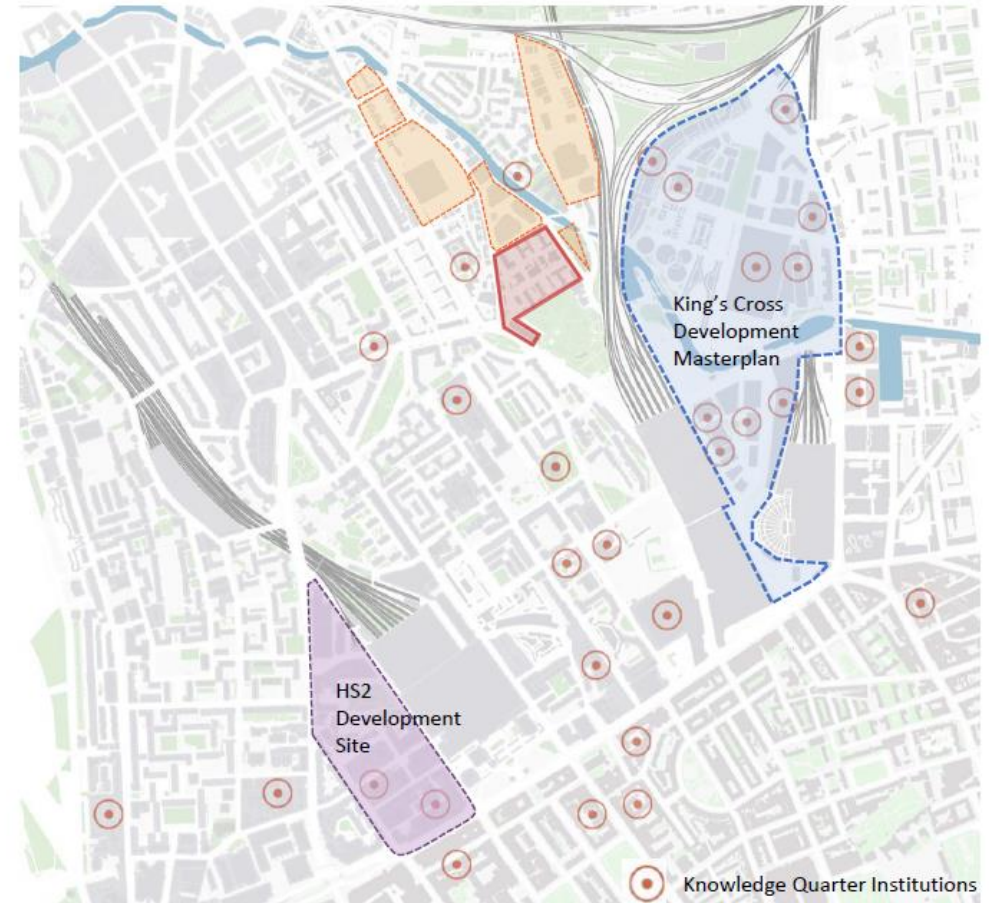 King's Cross
Development
Masterplan
HS2
Development
Site
Knowledge Quarter Institutions